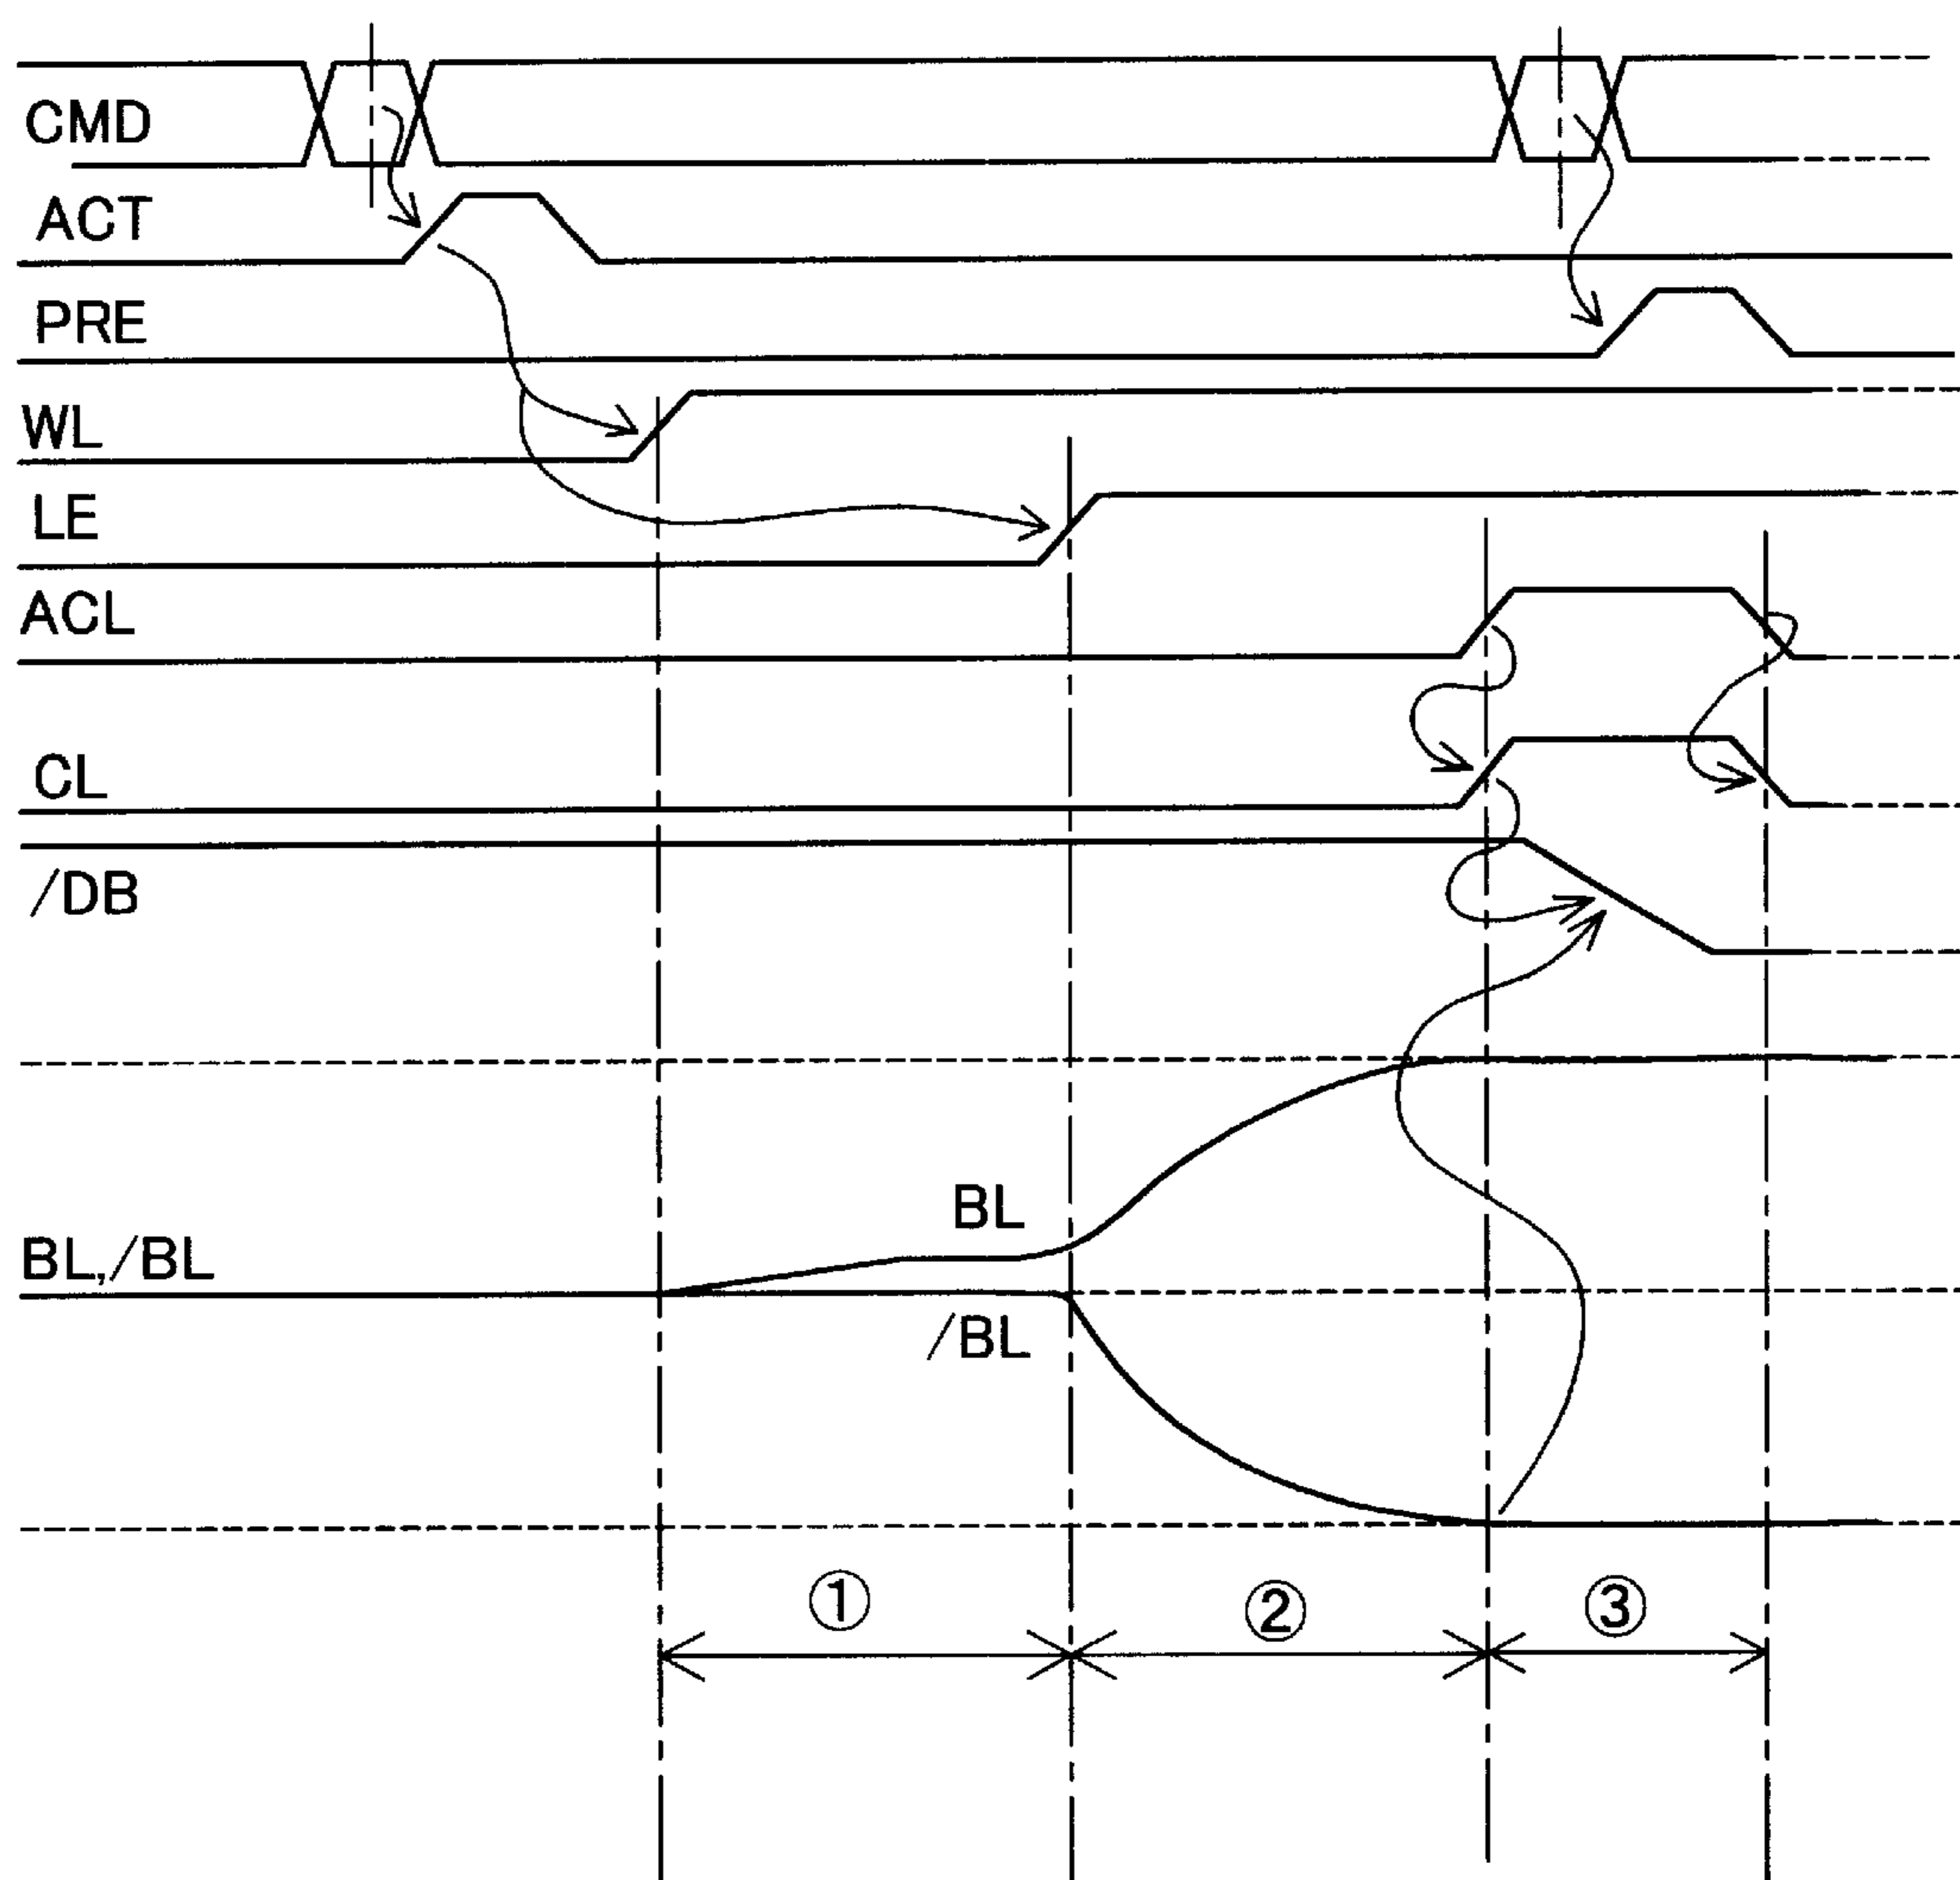 CMD
ACT
PRE
WL
LE
ACL
CL
/DB
BL
BL,/BL
/BL
① ② ③